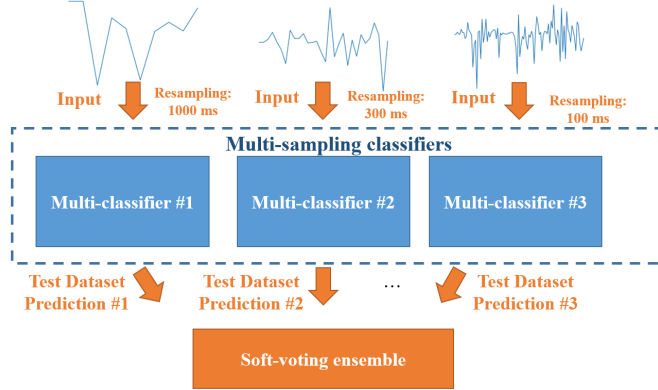 Input
Resampling:
1000 ms
Input
Resampling:
300 ms
Input
Resampling:
100 ms
Multi-sampling classifiers
Multi-classifier #1
Multi-classifier #2
Multi-classifier #3
Test Dataset
Prediction #1
Test Dataset
Prediction #2
...
Test Dataset
Prediction #3
Soft-voting ensemble